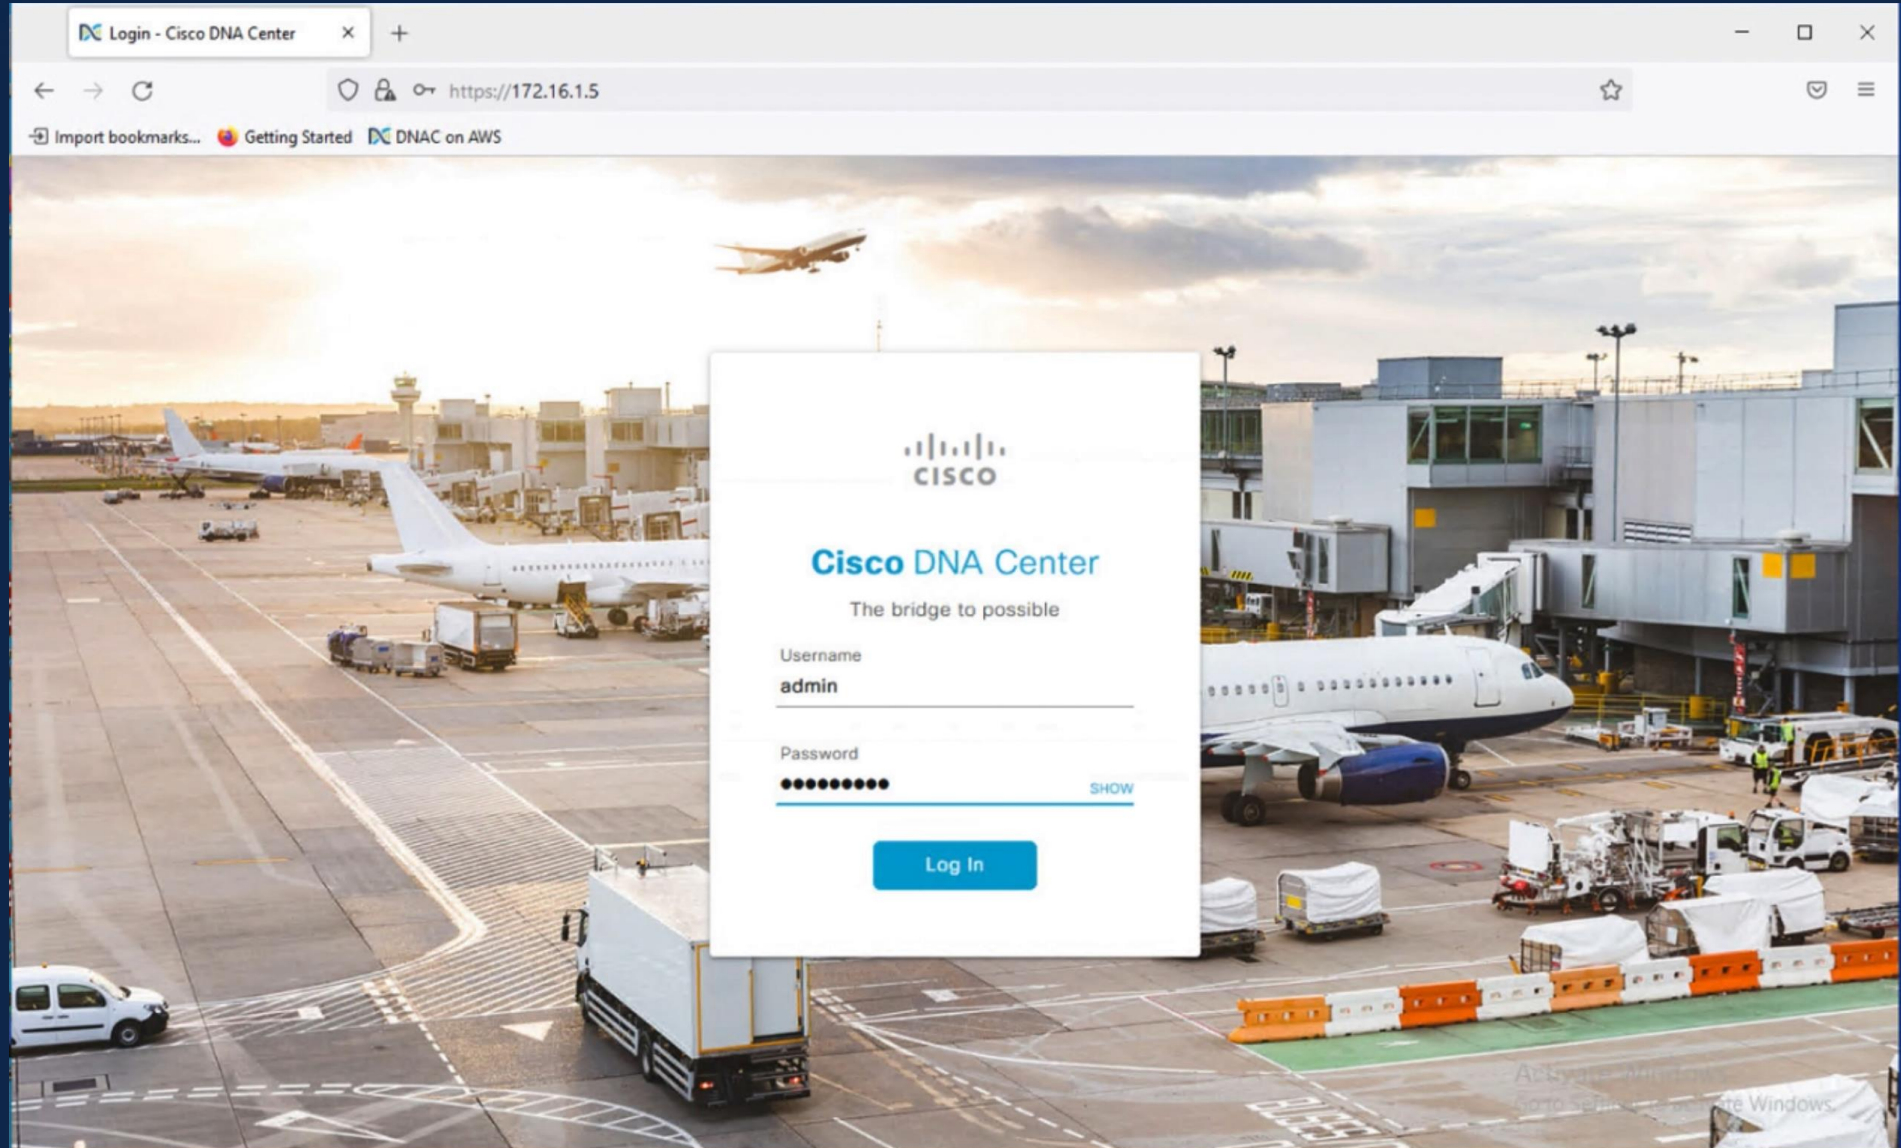 Login - Cisco DNA Center
https://172.16.1.5
Import bookmarks... Getting Started DNAC on AWS
CISCO
Cisco DNA Center
The bridge to possible
Username
admin
Password
●●●●●●●●●
SHOW
Log In
Windows.